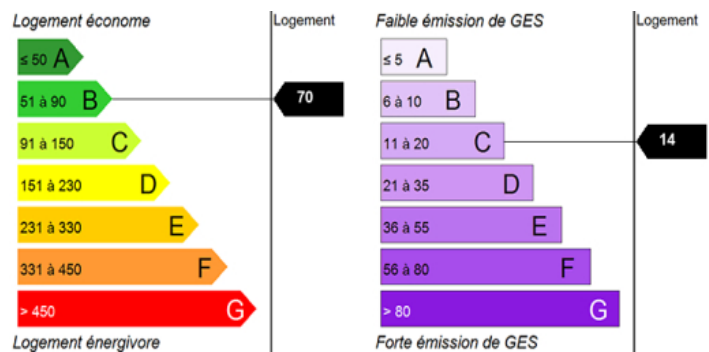 Logement économe
Logement
≤ 50 A
51 à 90 B
70
91 à 150 C
151 à 230 D
231 à 330 E
331 à 450 F
> 450 G
Logement énergivore
Faible émission de GES
Logement
≤ 5 A
6 à 10 B
11 à 20 C
14
21 à 35 D
36 à 55 E
56 à 80 F
> 80 G
Forte émission de GES